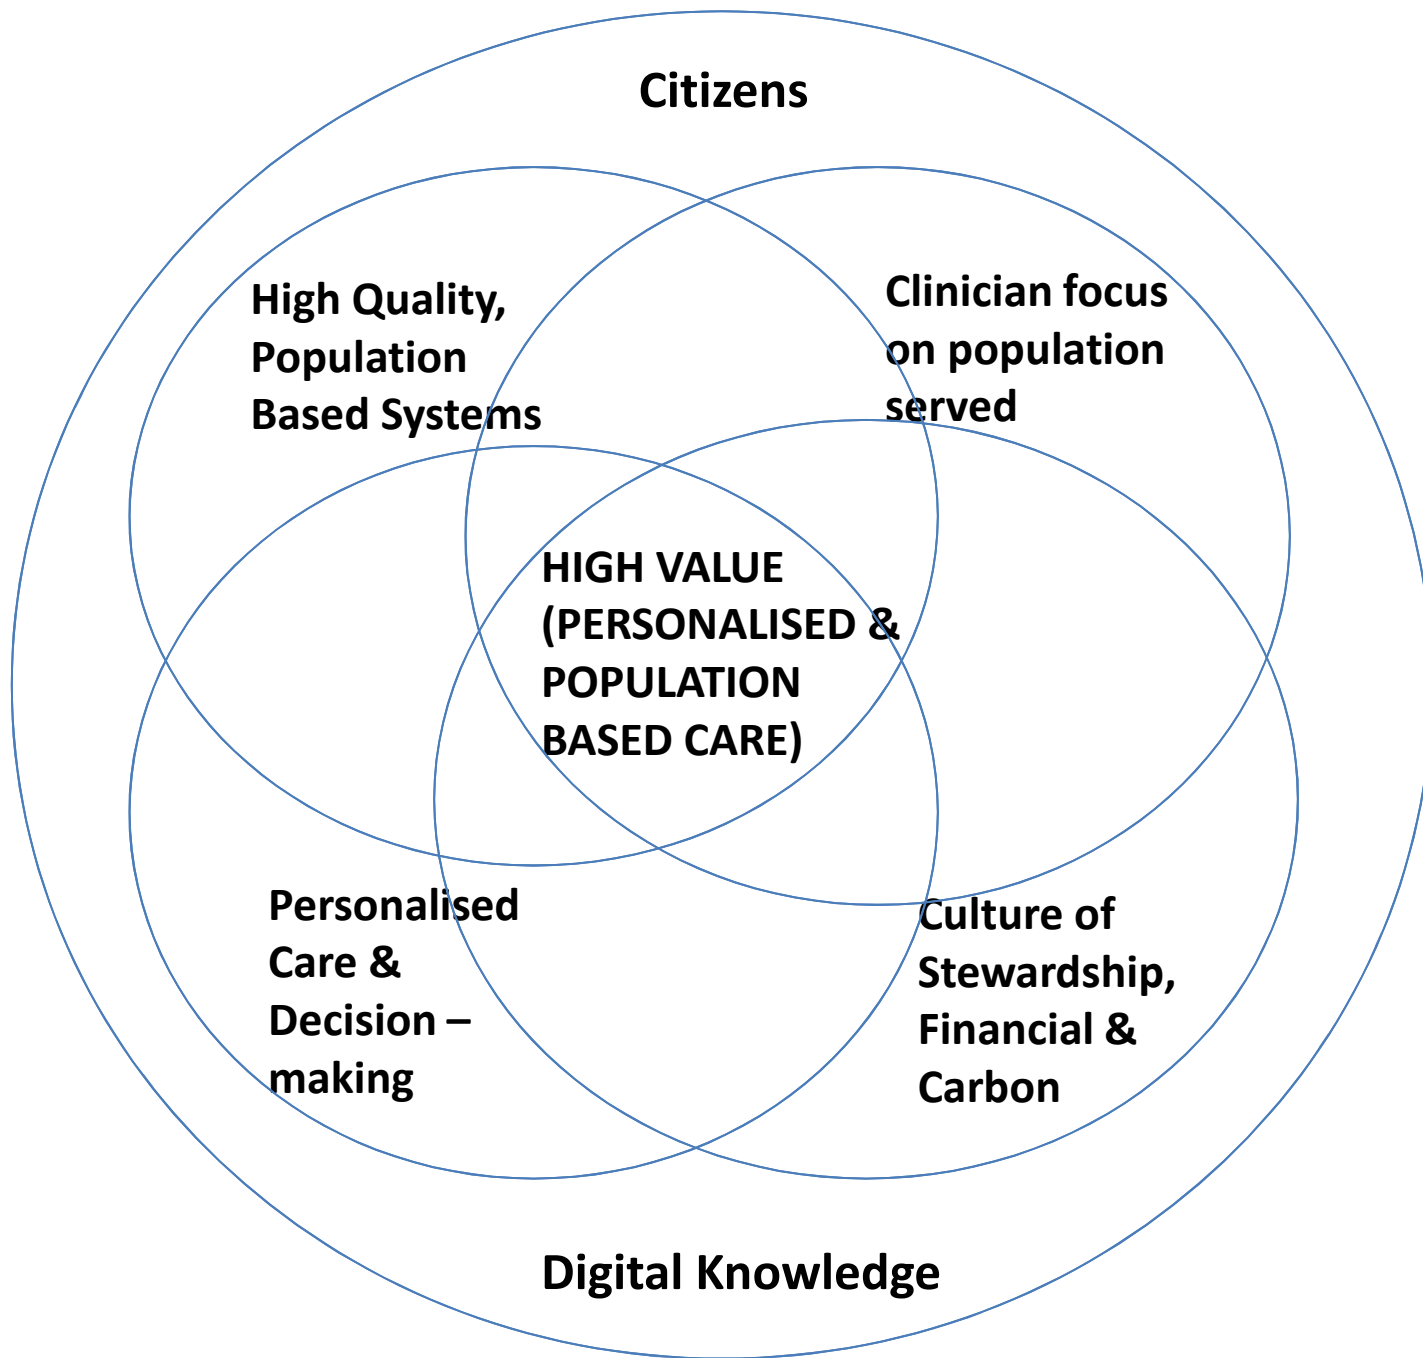 Citizens
High Quality,
Population
Based Systems
Clinician focus
on population
served
HIGH VALUE
(PERSONALISED &
POPULATION
BASED CARE)
Personalised
Care &
Decision –
making
Culture of
Stewardship,
Financial &
Carbon
Digital Knowledge